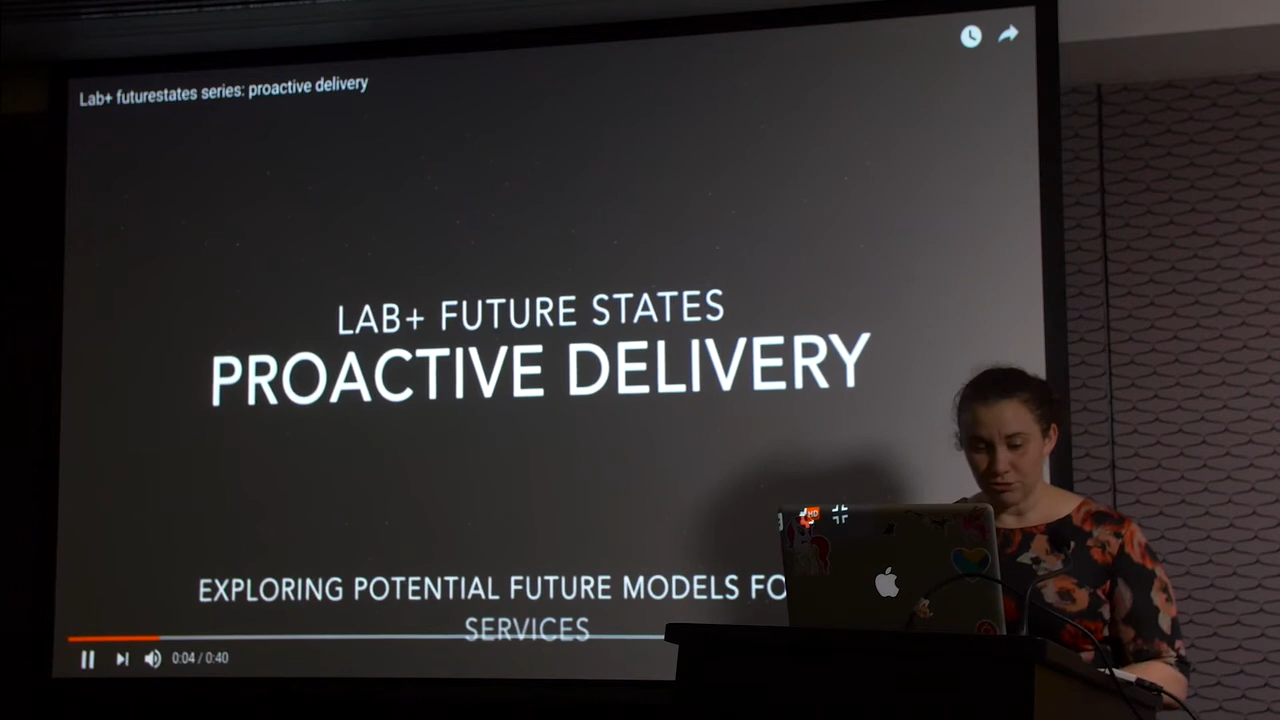 Lab+ futurestates series: proactive delivery
LAB+ FUTURE STATES
PROACTIVE DELIVERY
EXPLORING POTENTIAL FUTURE MODELS FO
SERVICES
0:04 / 0:40
HD